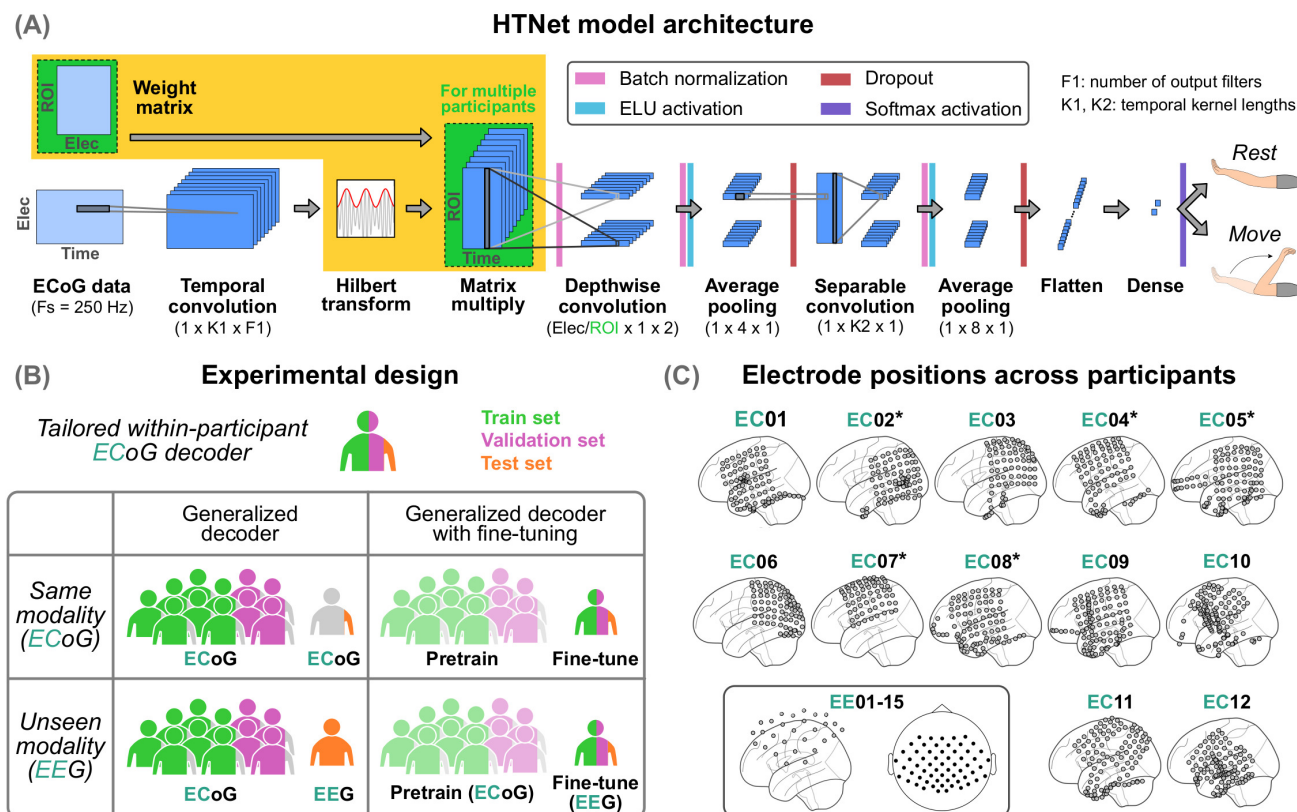 (A)
HTNet model architecture
ROI
Elec
Weight
matrix
For multiple
participants
Batch normalization
ELU activation
Dropout
Softmax activation
F1: number of output filters
K1, K2: temporal kernel lengths
Elec
Time
ROI
Time
Rest
Move
ECoG data
(Fs = 250 Hz)
Temporal
convolution
(1 x K1 x F1)
Hilbert
transform
Matrix
multiply
Depthwise
convolution
(Elec/ROI x 1 x 2)
Average
pooling
(1 x 4 x 1)
Separable
convolution
(1 x K2 x 1)
Average
pooling
(1 x 8 x 1)
Flatten
Dense
(B)
Experimental design
Tailored within-participant
ECoG decoder
Train set
Validation set
Test set
Generalized
decoder
Generalized decoder
with fine-tuning
Same
modality
(ECoG)
ECoG
ECoG
Pretrain
Fine-tune
Unseen
modality
(EEG)
ECoG
EEG
Pretrain (ECoG)
Fine-tune
(EEG)
(C)
Electrode positions across participants
EC01
EC02*
EC03
EC04*
EC05*
EC06
EC07*
EC08*
EC09
EC10
EE01-15
EC11
EC12